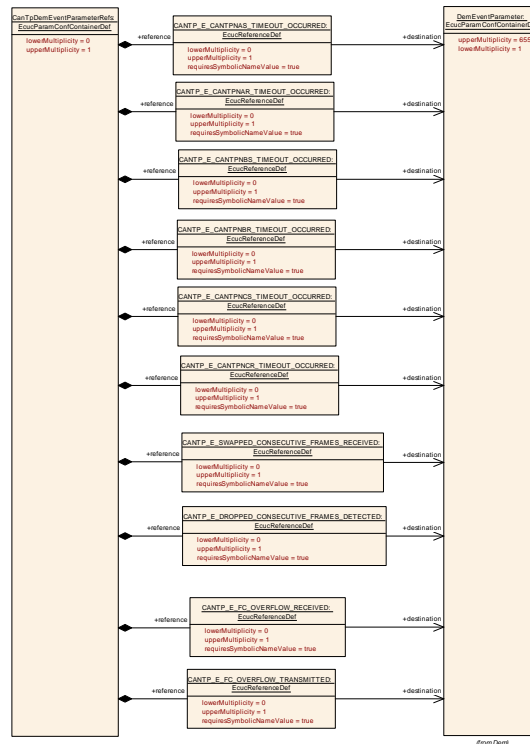 CanTpDemEventParameterRefs:
EcucParamConfContainerDef
lowerMultiplicity = 0
upperMultiplicity = 1
+reference
CANTP_E_CANTPNAS_TIMEOUT_OCCURRED:
EcucReferenceDef
lowerMultiplicity = 0
upperMultiplicity = 1
requiresSymbolicNameValue = true
+destination
DemEventParameter:
EcucParamConfContainerD
upperMultiplicity = 655
lowerMultiplicity = 1
+reference
CANTP_E_CANTPNAR_TIMEOUT_OCCURRED:
EcucReferenceDef
lowerMultiplicity = 0
upperMultiplicity = 1
requiresSymbolicNameValue = true
+destination
+reference
CANTP_E_CANTPNBS_TIMEOUT_OCCURRED:
EcucReferenceDef
lowerMultiplicity = 0
upperMultiplicity = 1
requiresSymbolicNameValue = true
+destination
+reference
CANTP_E_CANTPNBR_TIMEOUT_OCCURRED:
EcucReferenceDef
lowerMultiplicity = 0
upperMultiplicity = 1
requiresSymbolicNameValue = true
+destination
+reference
CANTP_E_CANTPNCS_TIMEOUT_OCCURRED:
EcucReferenceDef
lowerMultiplicity = 0
upperMultiplicity = 1
requiresSymbolicNameValue = true
+destination
+reference
CANTP_E_CANTPNCR_TIMEOUT_OCCURRED:
EcucReferenceDef
lowerMultiplicity = 0
upperMultiplicity = 1
requiresSymbolicNameValue = true
+destination
+reference
CANTP_E_SWAPPED_CONSECUTIVE_FRAMES_RECEIVED:
EcucReferenceDef
lowerMultiplicity = 0
upperMultiplicity = 1
requiresSymbolicNameValue = true
+destination
+reference
CANTP_E_DROPPED_CONSECUTIVE_FRAMES_DETECTED:
EcucReferenceDef
lowerMultiplicity = 0
upperMultiplicity = 1
requiresSymbolicNameValue = true
+destination
+reference
CANTP_E_FC_OVERFLOW_RECEIVED:
EcucReferenceDef
lowerMultiplicity = 0
upperMultiplicity = 1
requiresSymbolicNameValue = true
+destination
+reference
CANTP_E_FC_OVERFLOW_TRANSMITTED:
EcucReferenceDef
lowerMultiplicity = 0
upperMultiplicity = 1
requiresSymbolicNameValue = true
+destination